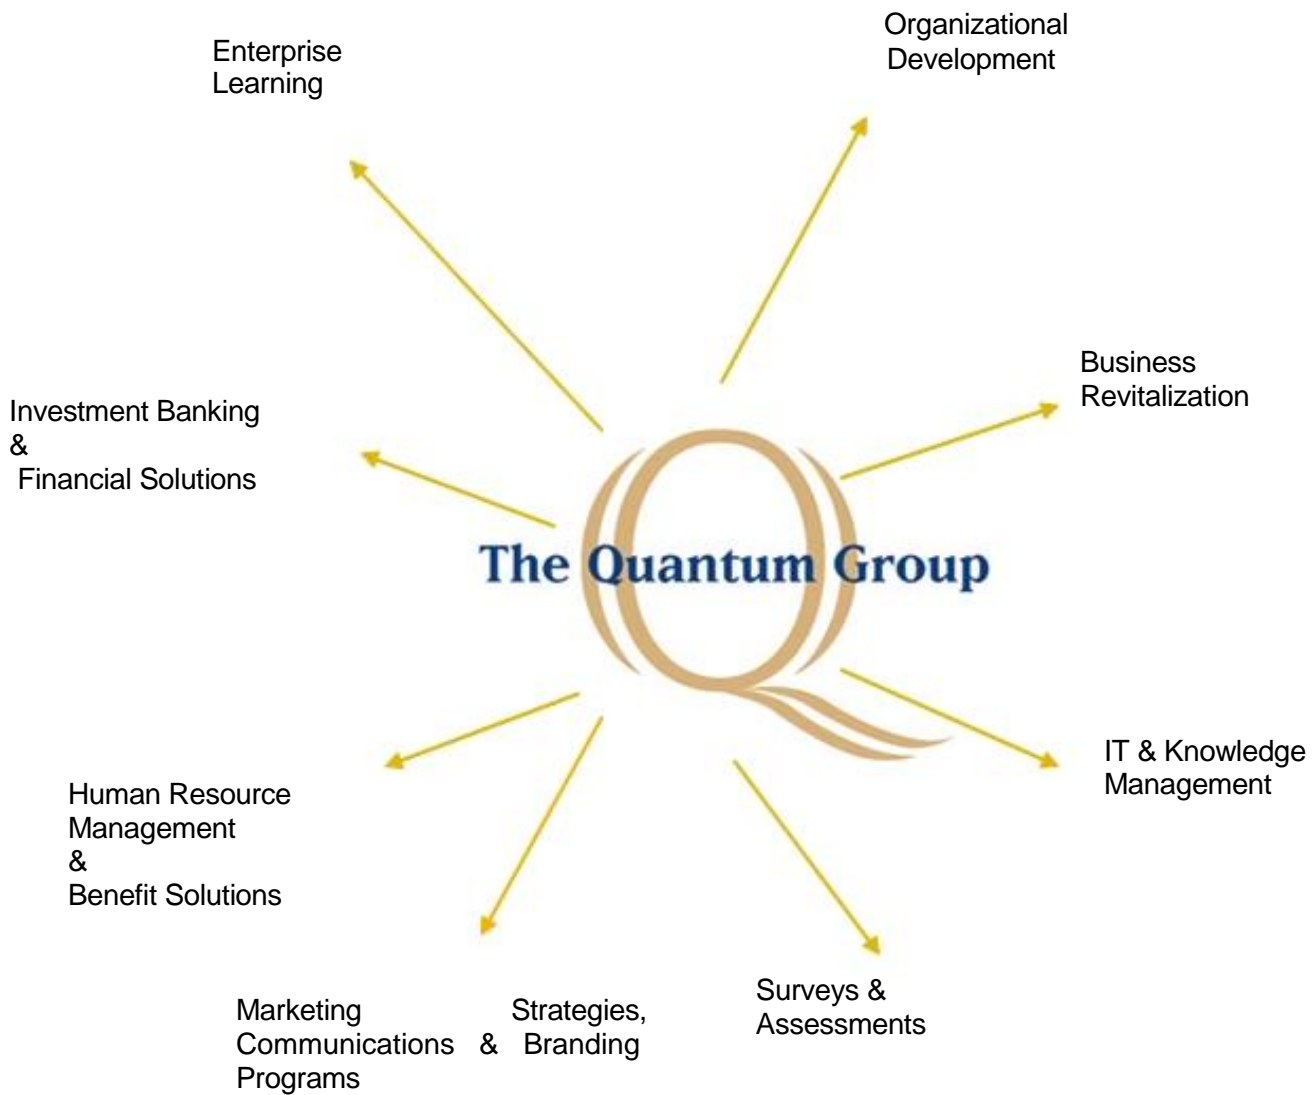 Enterprise
Learning
Organizational
Development
Business
Revitalization
Investment Banking
&
Financial Solutions
The Quantum Group
IT & Knowledge
Management
Human Resource
Management
&
Benefit Solutions
Marketing Strategies,
Communications & Branding
Programs
Surveys &
Assessments